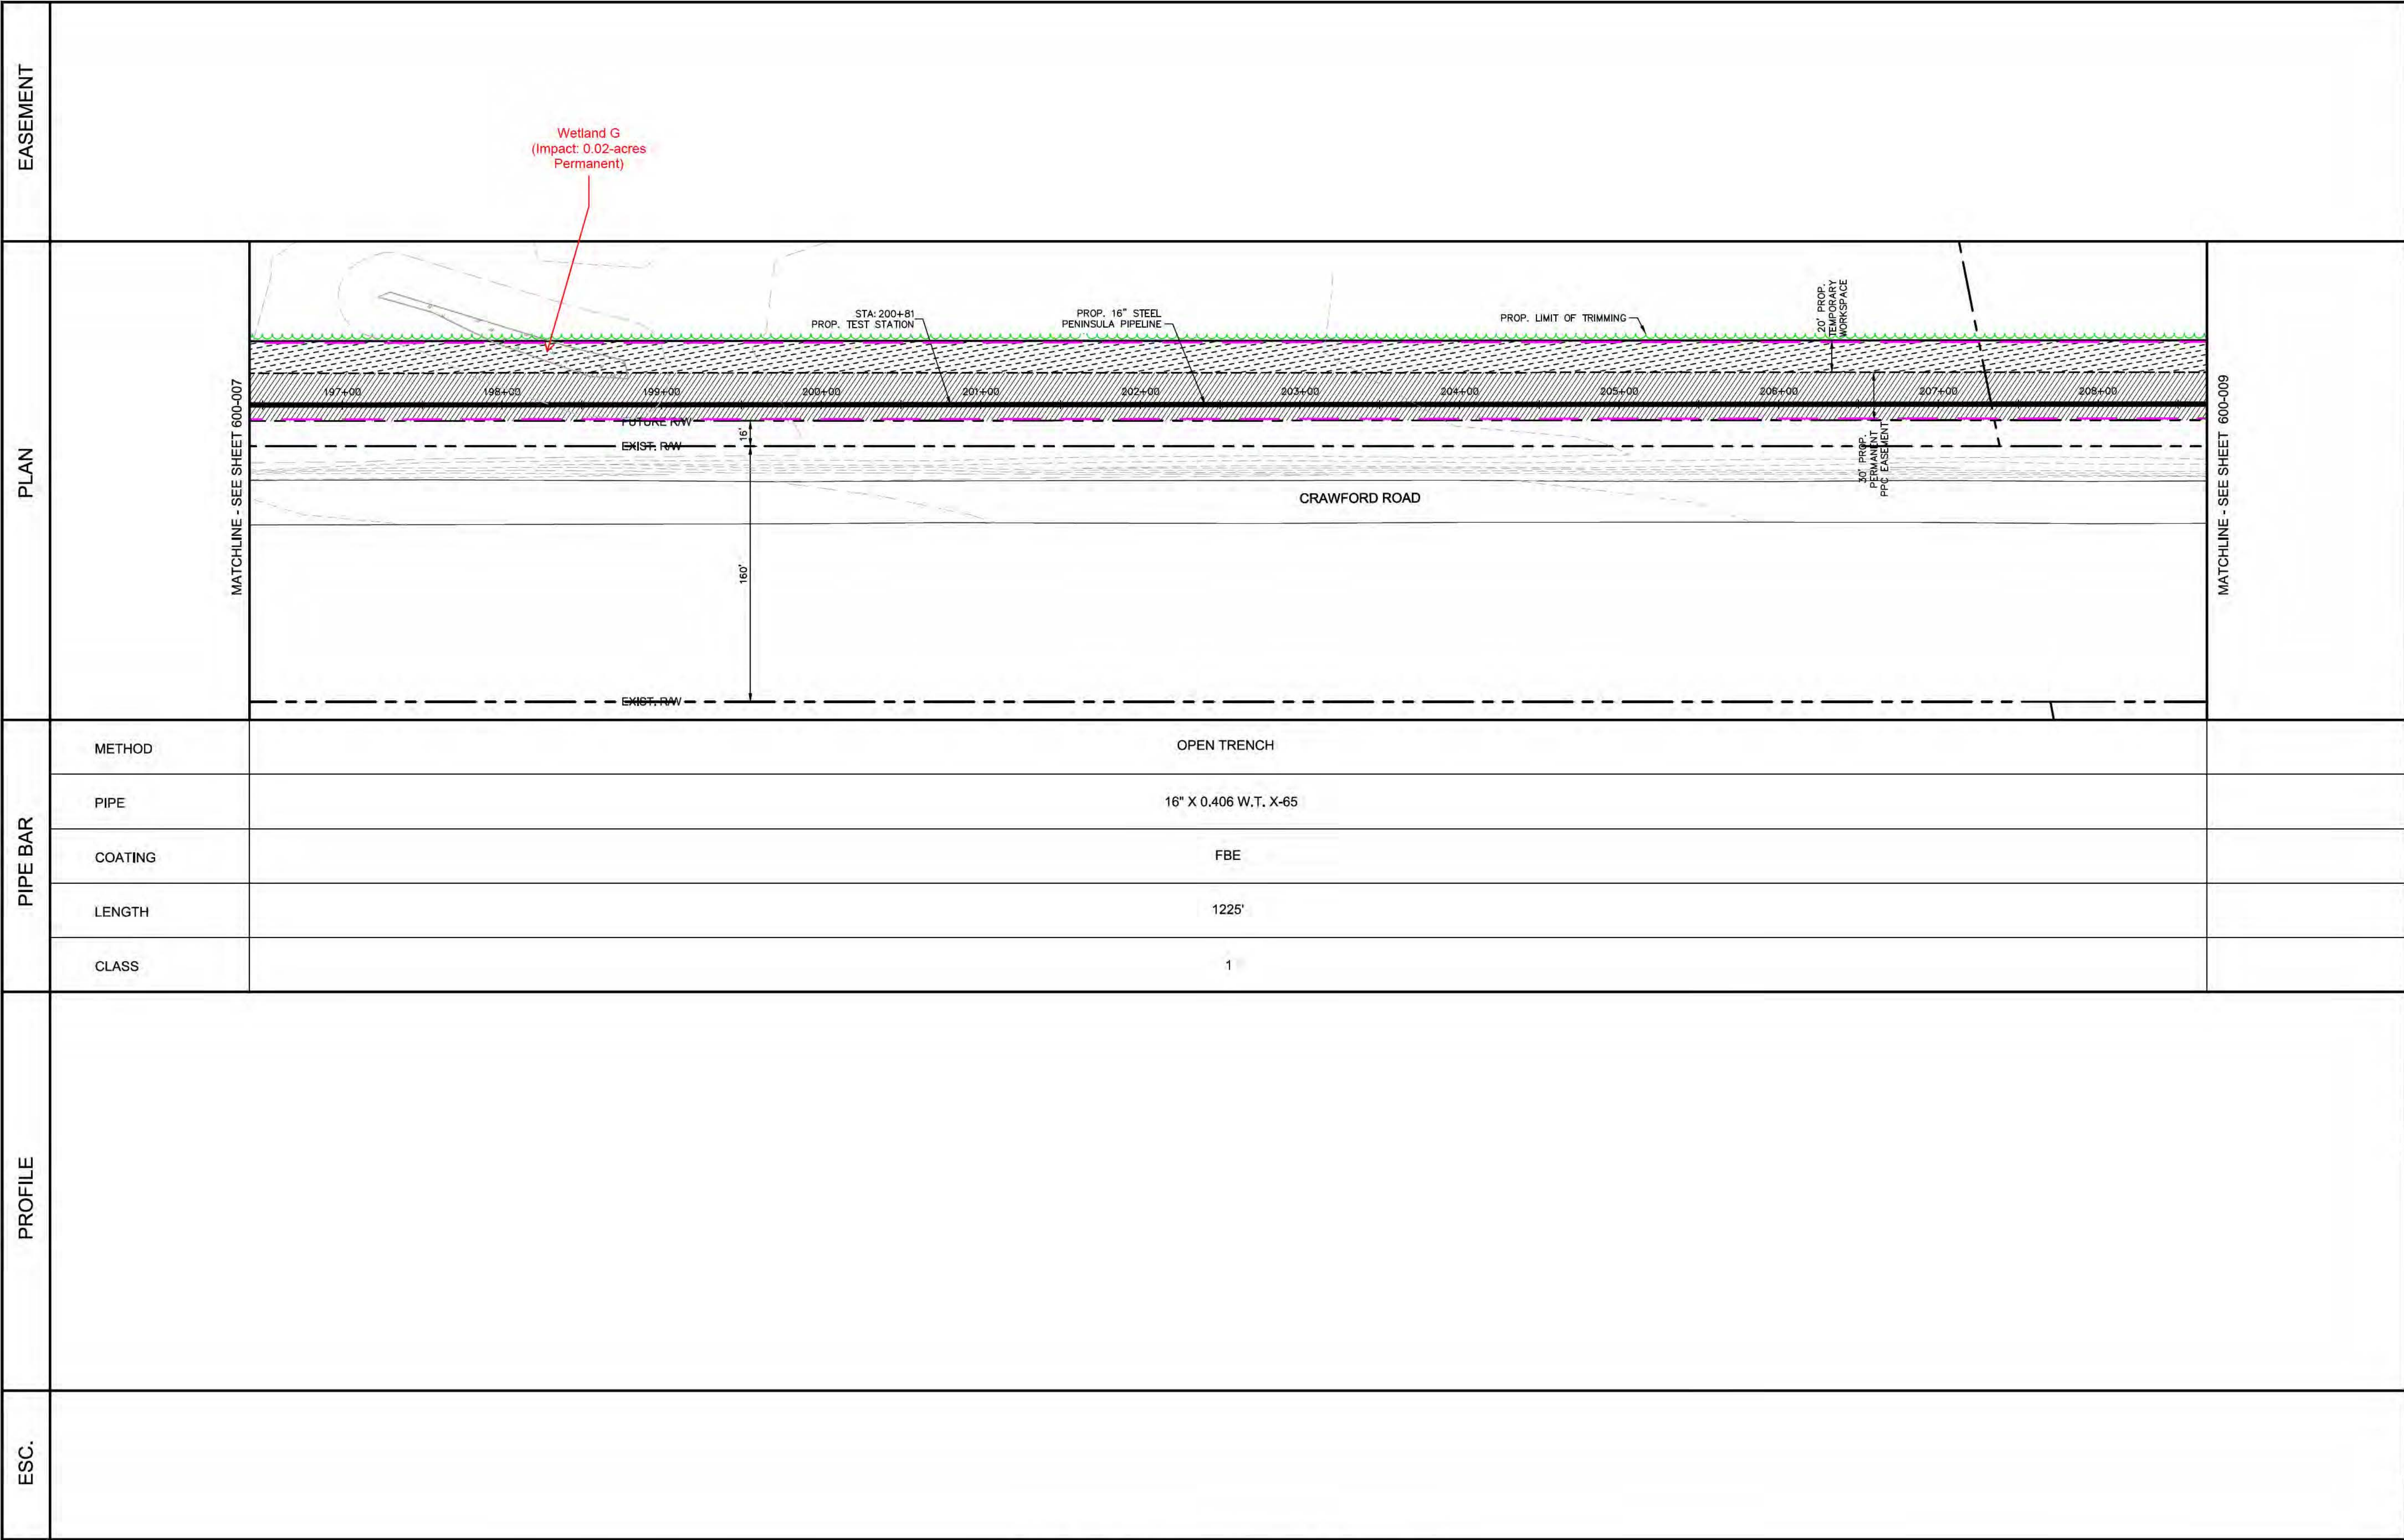 EASEMENT
Wetland G
(Impact: 0.02-acres
Permanent)
PLAN
MATCHLINE - SEE SHEET 600-007
STA: 200+81
PROP. TEST STATION
PROP. 16" STEEL
PENINSULA PIPELINE
PROP. LIMIT OF TRIMMING
20' PROP.
TEMPORARY
WORKSPACE
197+00
198+00
199+00
200+00
201+00
202+00
203+00
204+00
205+00
206+00
207+00
208+00
FUTURE R/W
16'
EXIST. R/W
30' PROP.
PERMANENT
PPC EASEMENT
CRAWFORD ROAD
160'
EXIST. R/W
MATCHLINE - SEE SHEET 600-009
PIPE BAR
METHOD
OPEN TRENCH
PIPE
16" X 0.406 W.T. X-65
COATING
FBE
LENGTH
1225'
CLASS
1
PROFILE
ESC.